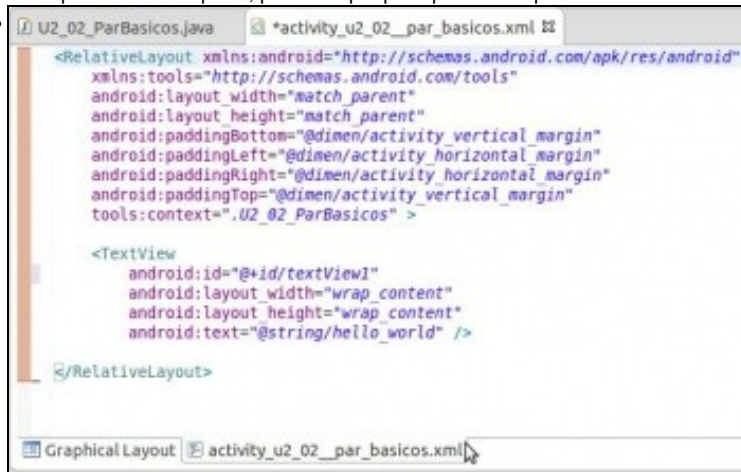 U2_02_ParBasicos.java *activity_u2_02__par_basicos.xml
<RelativeLayout xmlns:android="http://schemas.android.com/apk/res/android"
xmlns:tools="http://schemas.android.com/tools"
android:layout_width="match_parent"
android:layout_height="match_parent"
android:paddingBottom="@dimen/activity_vertical_margin"
android:paddingLeft="@dimen/activity_horizontal_margin"
android:paddingRight="@dimen/activity_horizontal_margin"
android:paddingTop="@dimen/activity_vertical_margin"
tools:context=".U2_02_ParBasicos" >
<TextView
android:id="@+id/textView1"
android:layout_width="wrap_content"
android:layout_height="wrap_content"
android:text="@string/hello_world" />
</RelativeLayout>
Graphical Layout activity_u2_02__par_basicos.xml